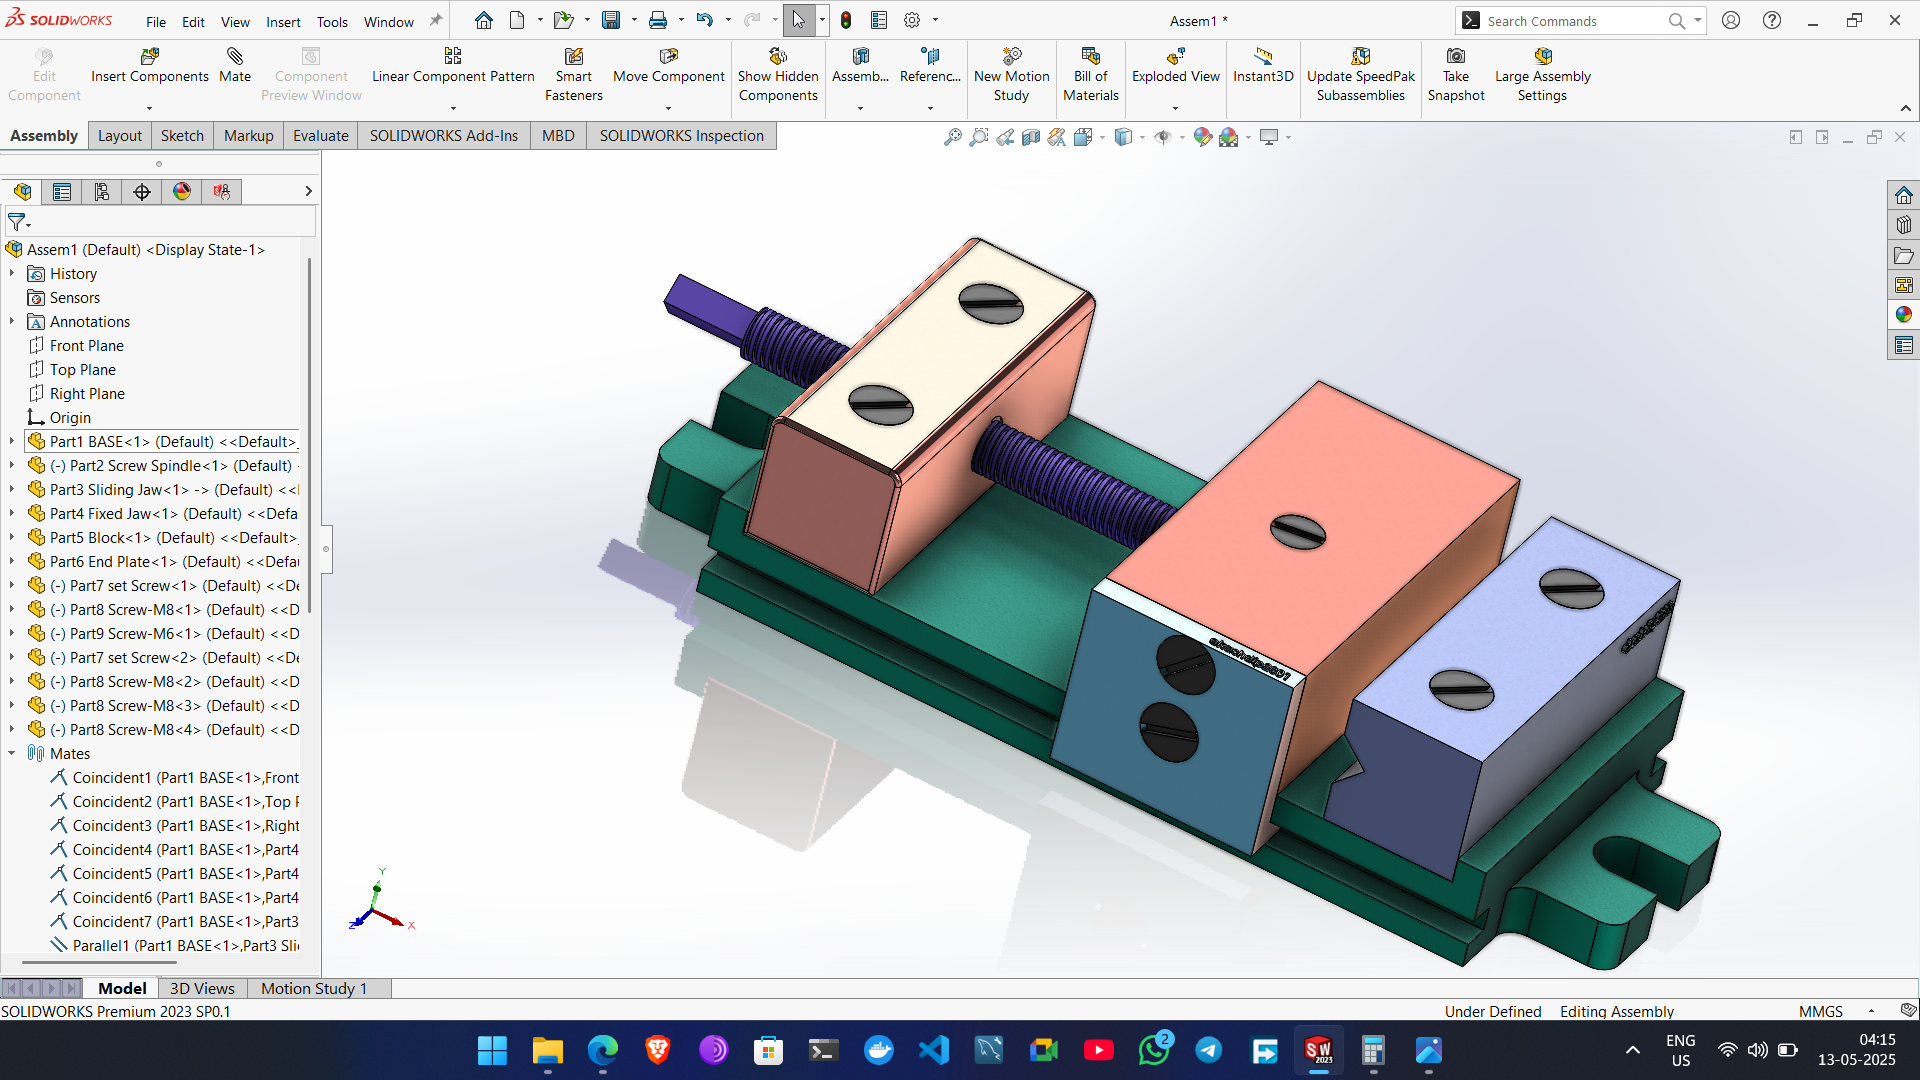 SOLIDWORKS
File Edit View Insert Tools Window
Assem1 *
Search Commands
Edit Component
Insert Components
Mate
Component Preview Window
Linear Component Pattern
Smart Fasteners
Move Component
Show Hidden Components
Assemb...
Referenc...
New Motion Study
Bill of Materials
Exploded View
Instant3D
Update SpeedPak Subassemblies
Take Snapshot
Large Assembly Settings
Assembly Layout Sketch Markup Evaluate SOLIDWORKS Add-Ins MBD SOLIDWORKS Inspection
Assem1 (Default) <Display State-1>
History
Sensors
Annotations
Front Plane
Top Plane
Right Plane
Origin
Part1 BASE<1> (Default) <<Default>_
(-) Part2 Screw Spindle<1> (Default)
Part3 Sliding Jaw<1> -> (Default) <<
Part4 Fixed Jaw<1> (Default) <<Defa
Part5 Block<1> (Default) <<Default>_
Part6 End Plate<1> (Default) <<Defau
(-) Part7 set Screw<1> (Default) <<De
(-) Part8 Screw-M8<1> (Default) <<D
(-) Part9 Screw-M6<1> (Default) <<D
(-) Part7 set Screw<2> (Default) <<De
(-) Part8 Screw-M8<2> (Default) <<D
(-) Part8 Screw-M8<3> (Default) <<D
(-) Part8 Screw-M8<4> (Default) <<D
Mates
Coincident1 (Part1 BASE<1>,Front
Coincident2 (Part1 BASE<1>,Top P
Coincident3 (Part1 BASE<1>,Right
Coincident4 (Part1 BASE<1>,Part4
Coincident5 (Part1 BASE<1>,Part4
Coincident6 (Part1 BASE<1>,Part4
Coincident7 (Part1 BASE<1>,Part3
Parallel1 (Part1 BASE<1>,Part3 Sli
Y
X
Z
Model 3D Views Motion Study 1
SOLIDWORKS Premium 2023 SP0.1
Under Defined Editing Assembly MMGS
SW 2023
2
ENG
US
04:15
13-05-2025